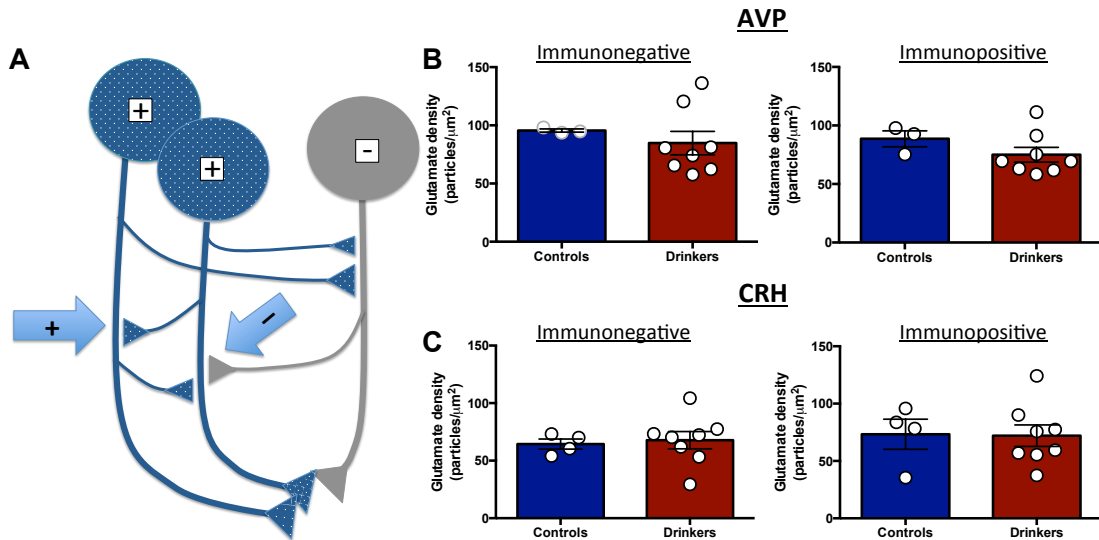 A
+
+
-
+
–
AVP
B
Immunonegative
Glutamate density
(particles/μm²)
150
100
50
0
Controls
Drinkers
Immunopositive
Glutamate density
(particles/μm²)
150
100
50
0
Controls
Drinkers
CRH
C
Immunonegative
Glutamate density
(particles/μm²)
150
100
50
0
Controls
Drinkers
Immunopositive
Glutamate density
(particles/μm²)
150
100
50
0
Controls
Drinkers